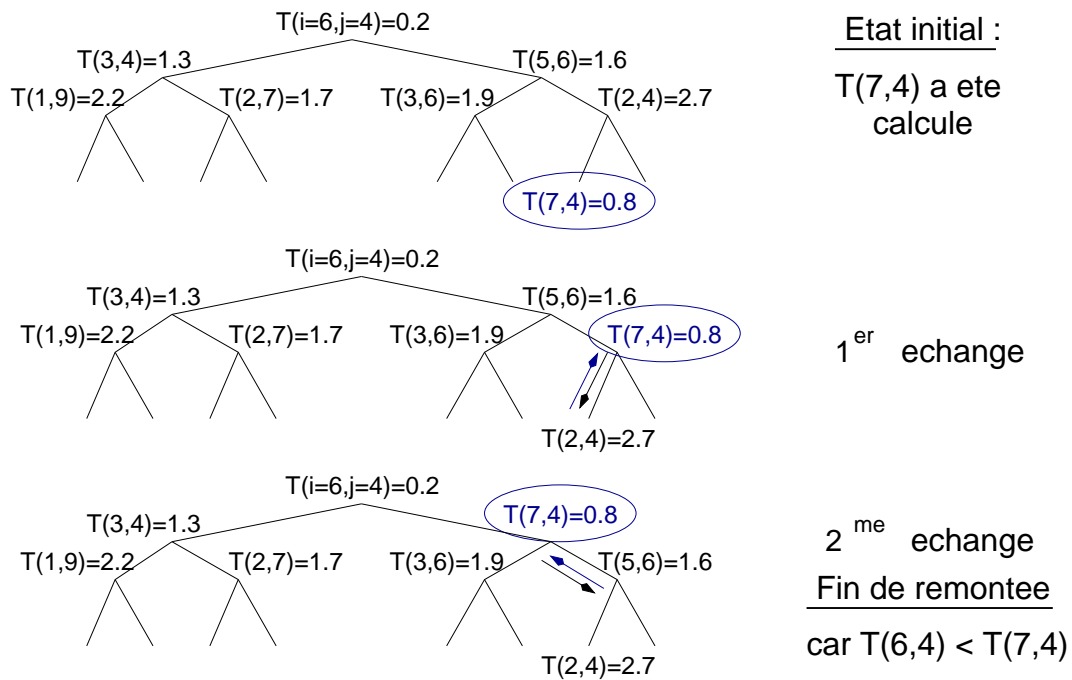 T(i=6,j=4)=0.2
T(3,4)=1.3
T(5,6)=1.6
T(1,9)=2.2
T(2,7)=1.7
T(3,6)=1.9
T(2,4)=2.7
T(7,4)=0.8
Etat initial :
T(7,4) a ete
calcule
T(i=6,j=4)=0.2
T(3,4)=1.3
T(5,6)=1.6
T(1,9)=2.2
T(2,7)=1.7
T(3,6)=1.9
T(7,4)=0.8
T(2,4)=2.7
1er echange
T(i=6,j=4)=0.2
T(3,4)=1.3
T(7,4)=0.8
T(1,9)=2.2
T(2,7)=1.7
T(3,6)=1.9
T(5,6)=1.6
T(2,4)=2.7
2me echange
Fin de remontee
car T(6,4) < T(7,4)